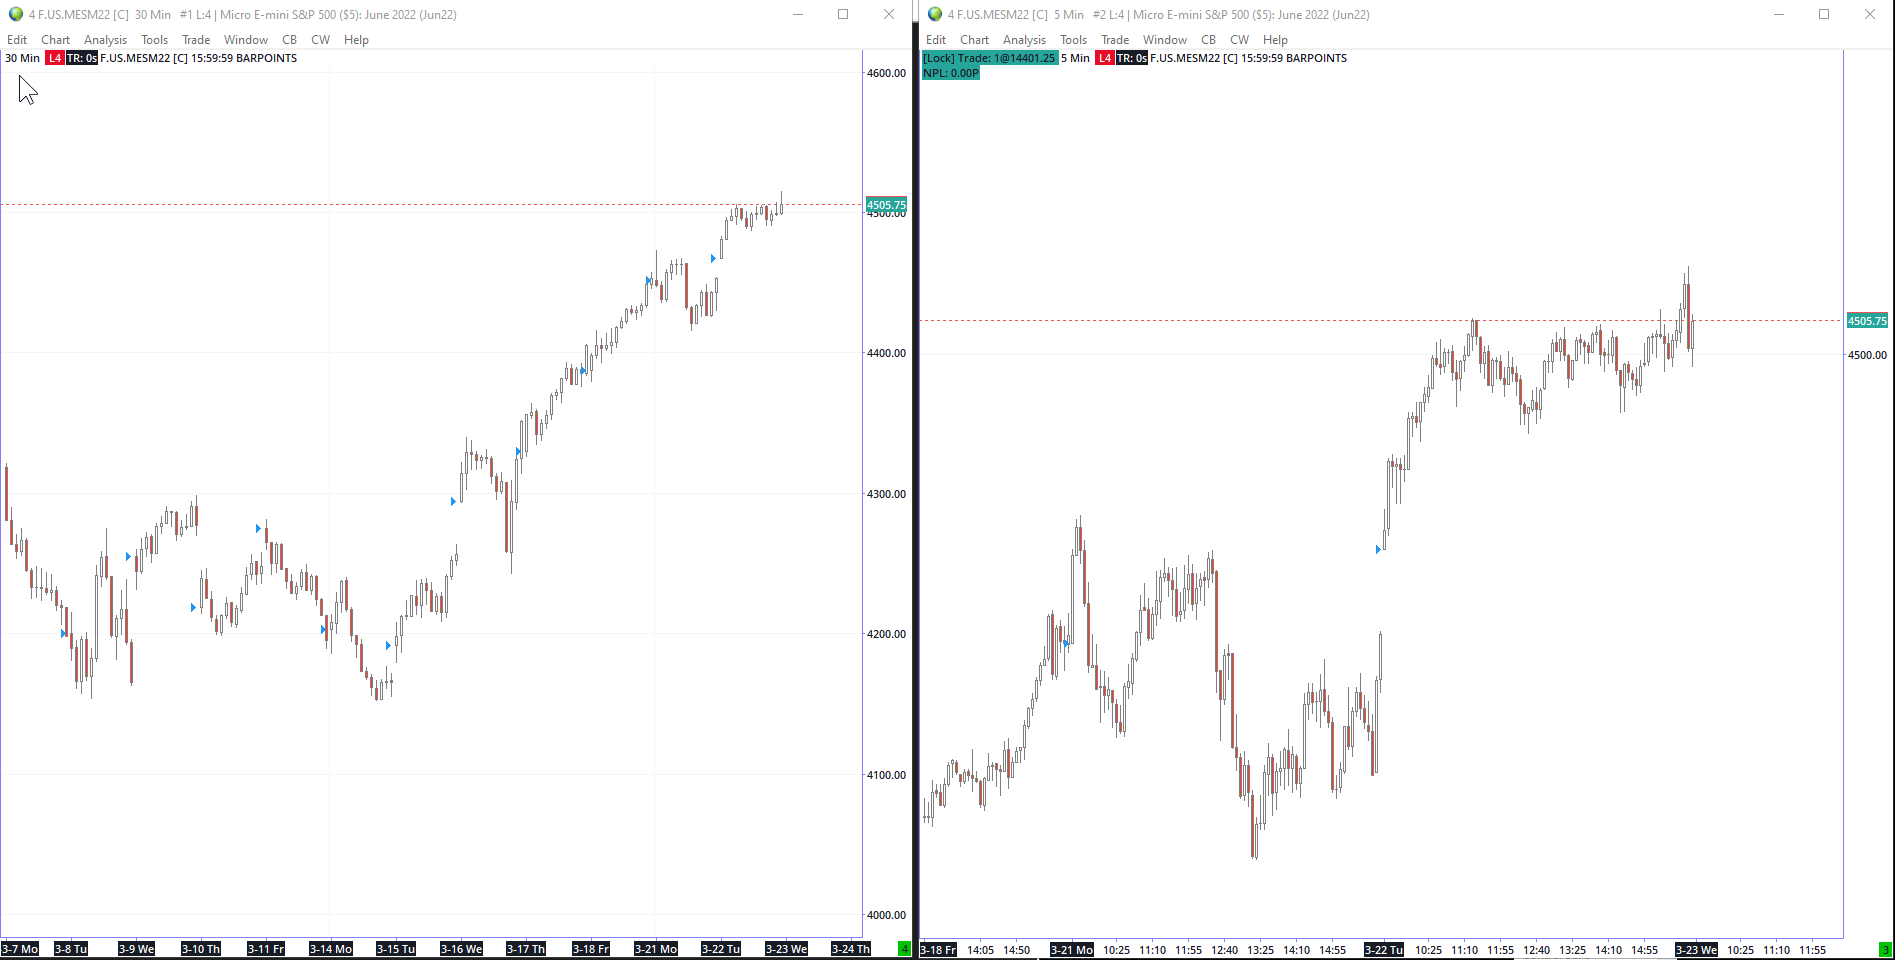 4 F.US.MESM22 [C]  30 Min   #1 L:4 | Micro E-mini S&P 500 ($5): June 2022 (Jun22)
Edit Chart Analysis Tools Trade Window CB CW Help
30 Min L4 TR: 0s F.US.MESM22 [C] 15:59:59 BARPOINTS
4600.00
4505.75
4500.00
4400.00
4300.00
4200.00
4100.00
4000.00
3-7 Mo 3-8 Tu 3-9 We 3-10 Th 3-11 Fr 3-14 Mo 3-15 Tu 3-16 We 3-17 Th 3-18 Fr 3-21 Mo 3-22 Tu 3-23 We 3-24 Th 4
4 F.US.MESM22 [C]  5 Min   #2 L:4 | Micro E-mini S&P 500 ($5): June 2022 (Jun22)
Edit Chart Analysis Tools Trade Window CB CW Help
[Lock] Trade: 1@14401.25 5 Min L4 TR: 0s F.US.MESM22 [C] 15:59:59 BARPOINTS
NPL: 0.00P
4505.75
4500.00
3-18 Fr 14:05 14:50 3-21 Mo 10:25 11:10 11:55 12:40 13:25 14:10 14:55 3-22 Tu 10:25 11:10 11:55 12:40 13:25 14:10 14:55 3-23 We 10:25 11:10 11:55 3